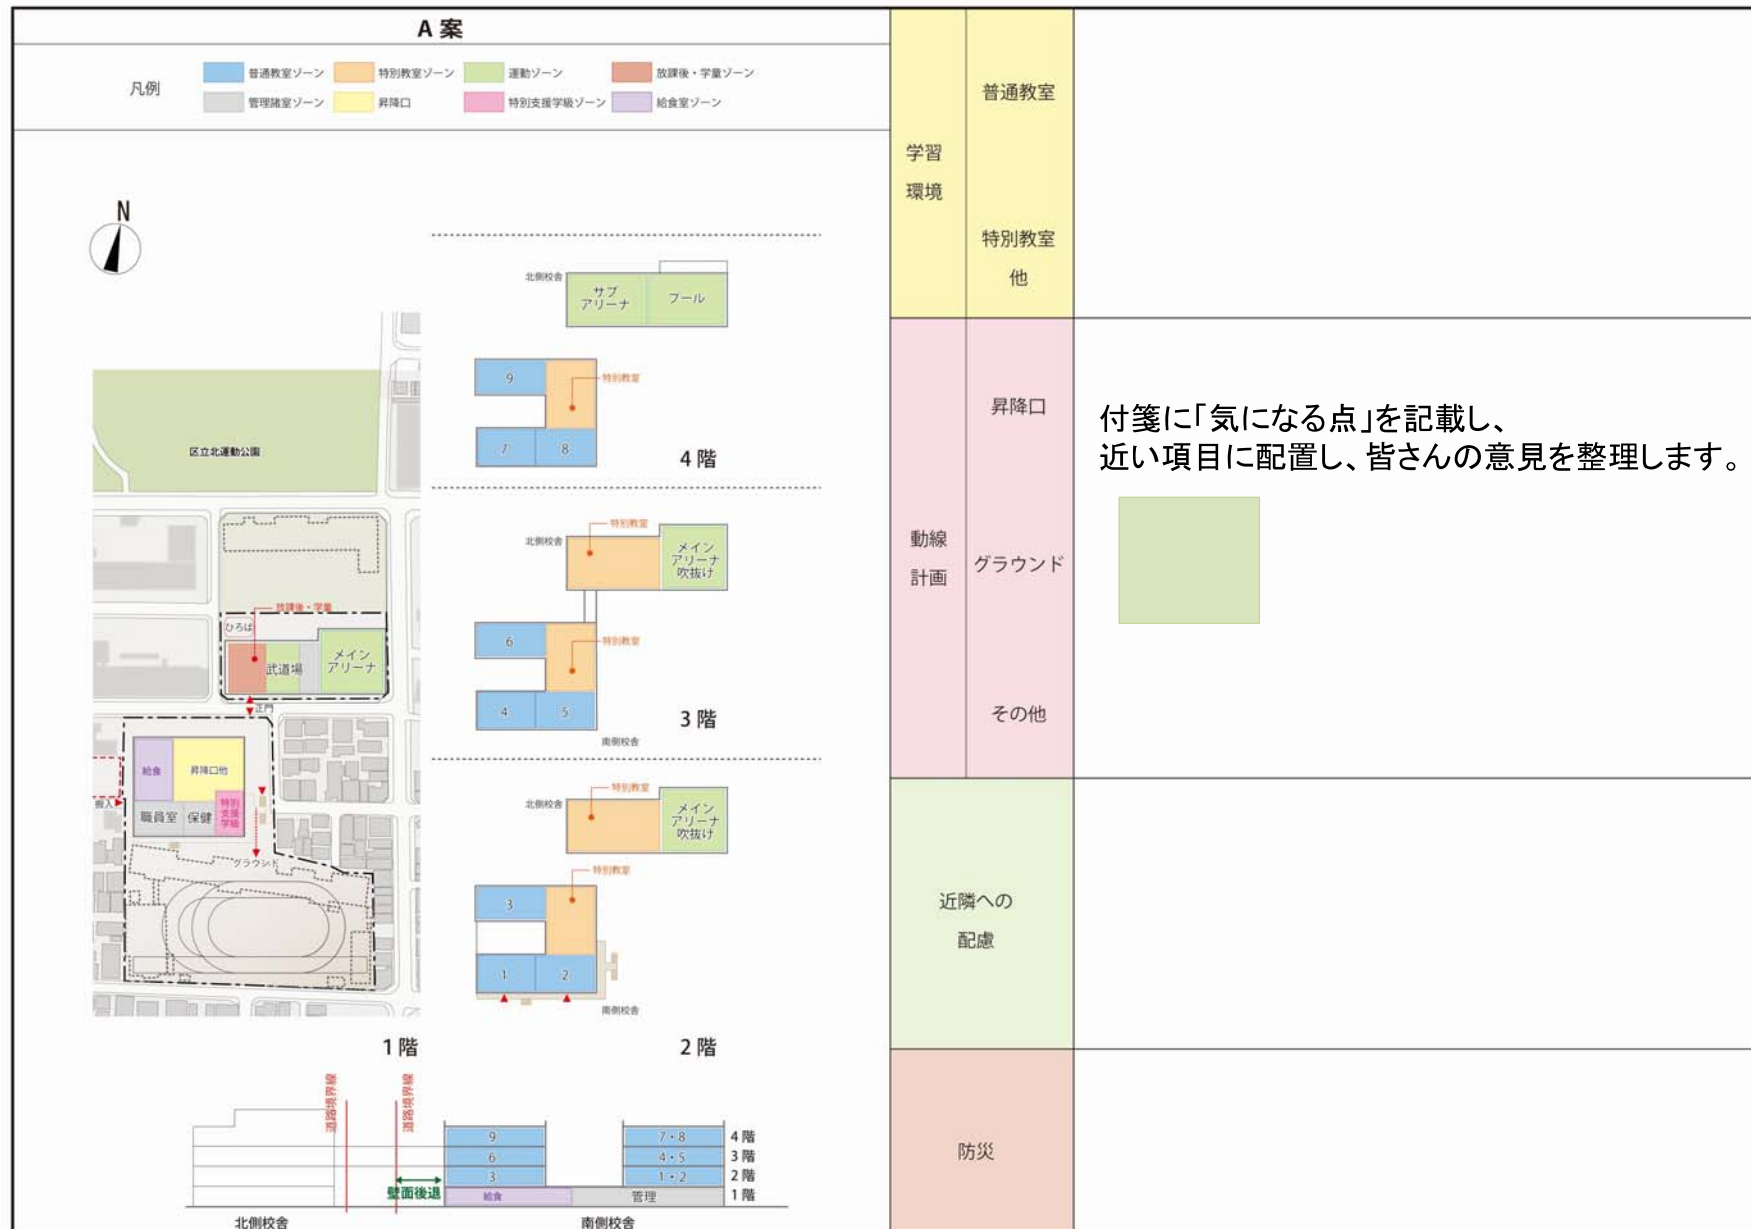 A 案
凡例
普通教室ゾーン
特別教室ゾーン
運動ゾーン
放課後・学童ゾーン
管理諸室ゾーン
昇降口
特別支援学級ゾーン
給食室ゾーン
N
区立北運動公園
放課後・学童
ひろば
武道場
メイン
アリーナ
正門
給食
昇降口他
搬入
職員室
保健
特別
支援
学級
グラウンド
1 階
北側校舎
サブ
アリーナ
プール
9
特別教室
7
8
4 階
特別教室
北側校舎
メイン
アリーナ
吹抜け
6
特別教室
4
5
3 階
南側校舎
特別教室
北側校舎
メイン
アリーナ
吹抜け
特別教室
3
1
2
南側校舎
2 階
道路境界線
道路境界線
9
7・8
4 階
6
4・5
3 階
3
1・2
2 階
壁面後退
給食
管理
1 階
北側校舎
南側校舎
学習
環境
普通教室
特別教室
他
動線
計画
昇降口
グラウンド
その他
付箋に「気になる点」を記載し、
近い項目に配置し、皆さんの意見を整理します。
近隣への
配慮
防災